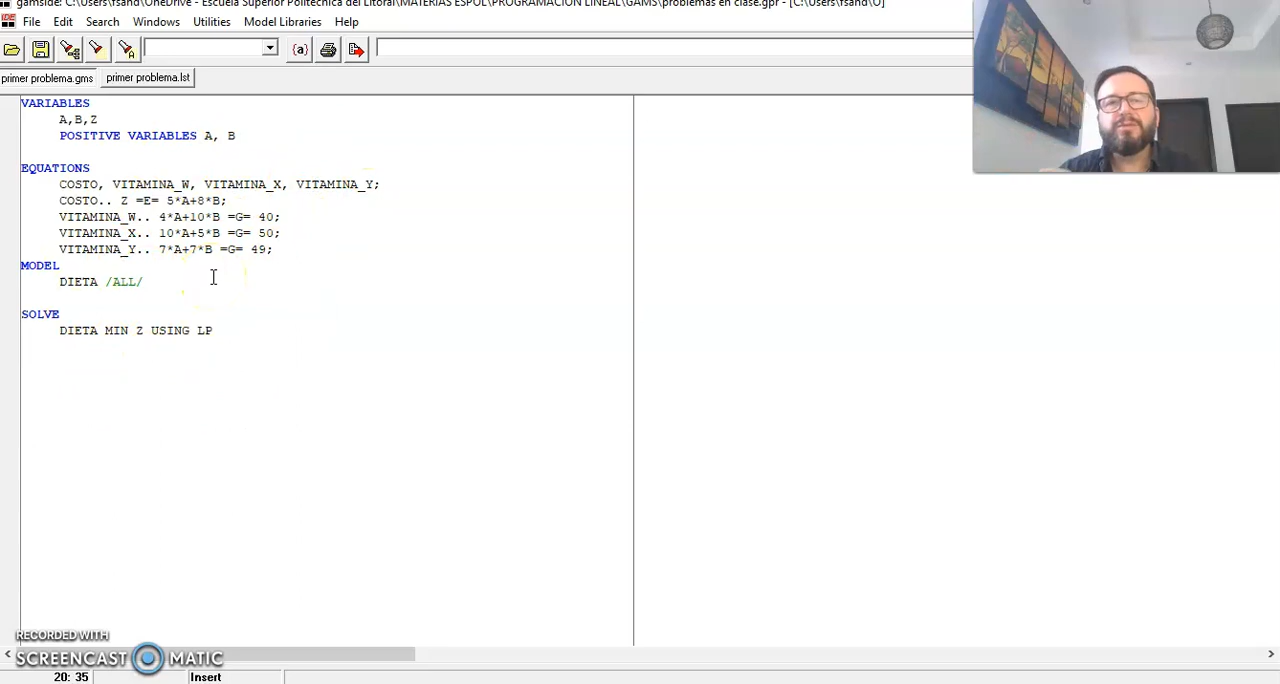 gamside: C:\Users\fsand\OneDrive - Escuela Superior Politecnica del Litoral\MATERIAS ESPOL\PROGRAMACION LINEAL\GAMS\problemas en clase.gpr - [C:\Users\fsand\O]
IDE File Edit Search Windows Utilities Model Libraries Help
A {a}
primer problema.gms primer problema.lst
VARIABLES
A,B,Z
POSITIVE VARIABLES A, B
EQUATIONS
COSTO, VITAMINA_W, VITAMINA_X, VITAMINA_Y;
COSTO.. Z =E= 5*A+8*B;
VITAMINA_W.. 4*A+10*B =G= 40;
VITAMINA_X.. 10*A+5*B =G= 50;
VITAMINA_Y.. 7*A+7*B =G= 49;
MODEL
DIETA /ALL/
SOLVE
DIETA MIN Z USING LP
RECORDED WITH
SCREENCAST MATIC
20: 35 Insert